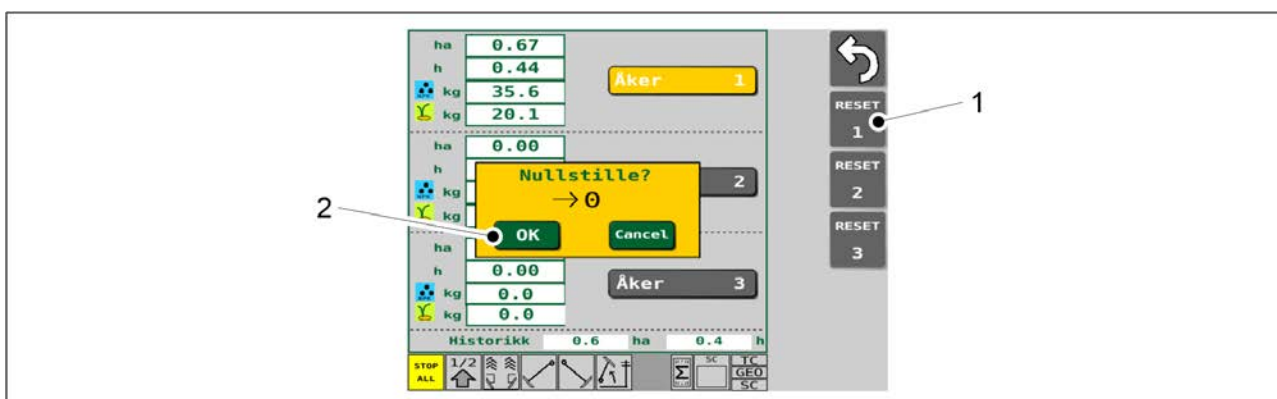 ha 0.67
h 0.44
kg 35.6
kg 20.1
Åker 1
ha 0.00
h
kg
kg
2
Nullstille?
→0
OK Cancel
ha
h 0.00
kg 0.0
kg 0.0
Åker 3
Historikk 0.6 ha 0.4 h
STOP
ALL
1/2
Σ
SC
TC
GEO
SC
RESET
1
RESET
2
RESET
3
1
2